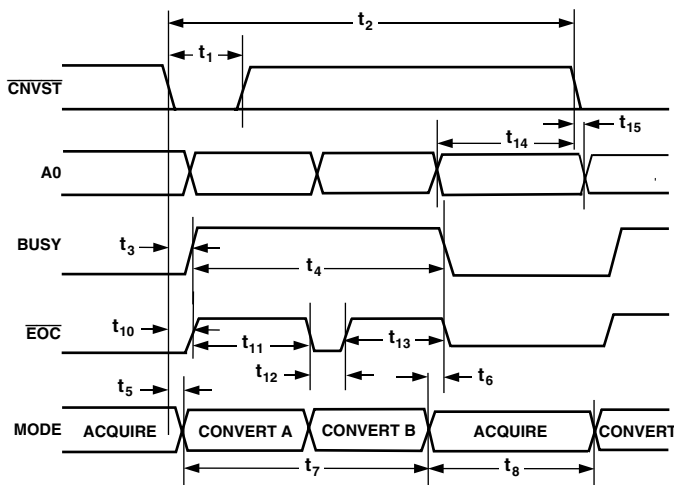 t2
t1
CNVST
t14
t15
A0
BUSY
t3
t4
EOC
t10
t11
t13
t12
t6
t5
MODE ACQUIRE CONVERT A CONVERT B ACQUIRE CONVERT
t7
t8